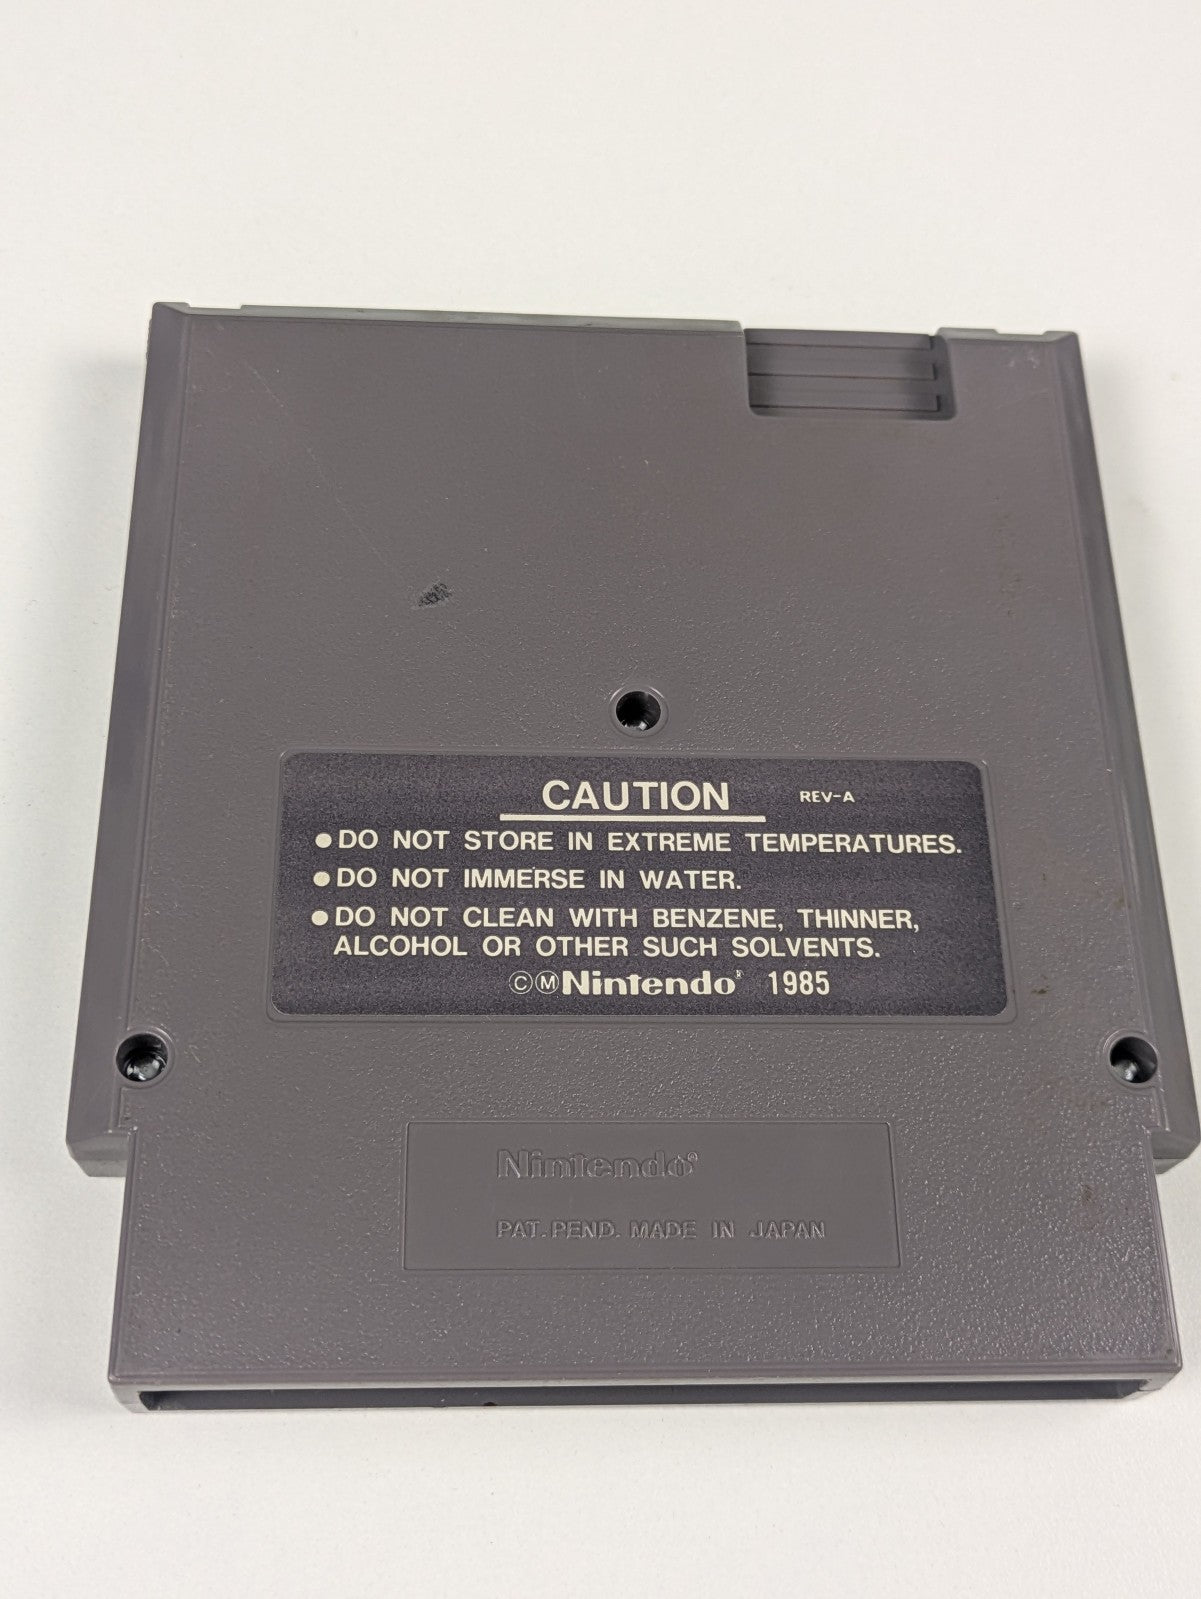 CAUTION REV-A
●DO NOT STORE IN EXTREME TEMPERATURES.
●DO NOT IMMERSE IN WATER.
●DO NOT CLEAN WITH BENZENE, THINNER,
ALCOHOL OR OTHER SUCH SOLVENTS.
ⒸⓂNintendo® 1985
Nintendo®
PAT. PEND. MADE IN JAPAN